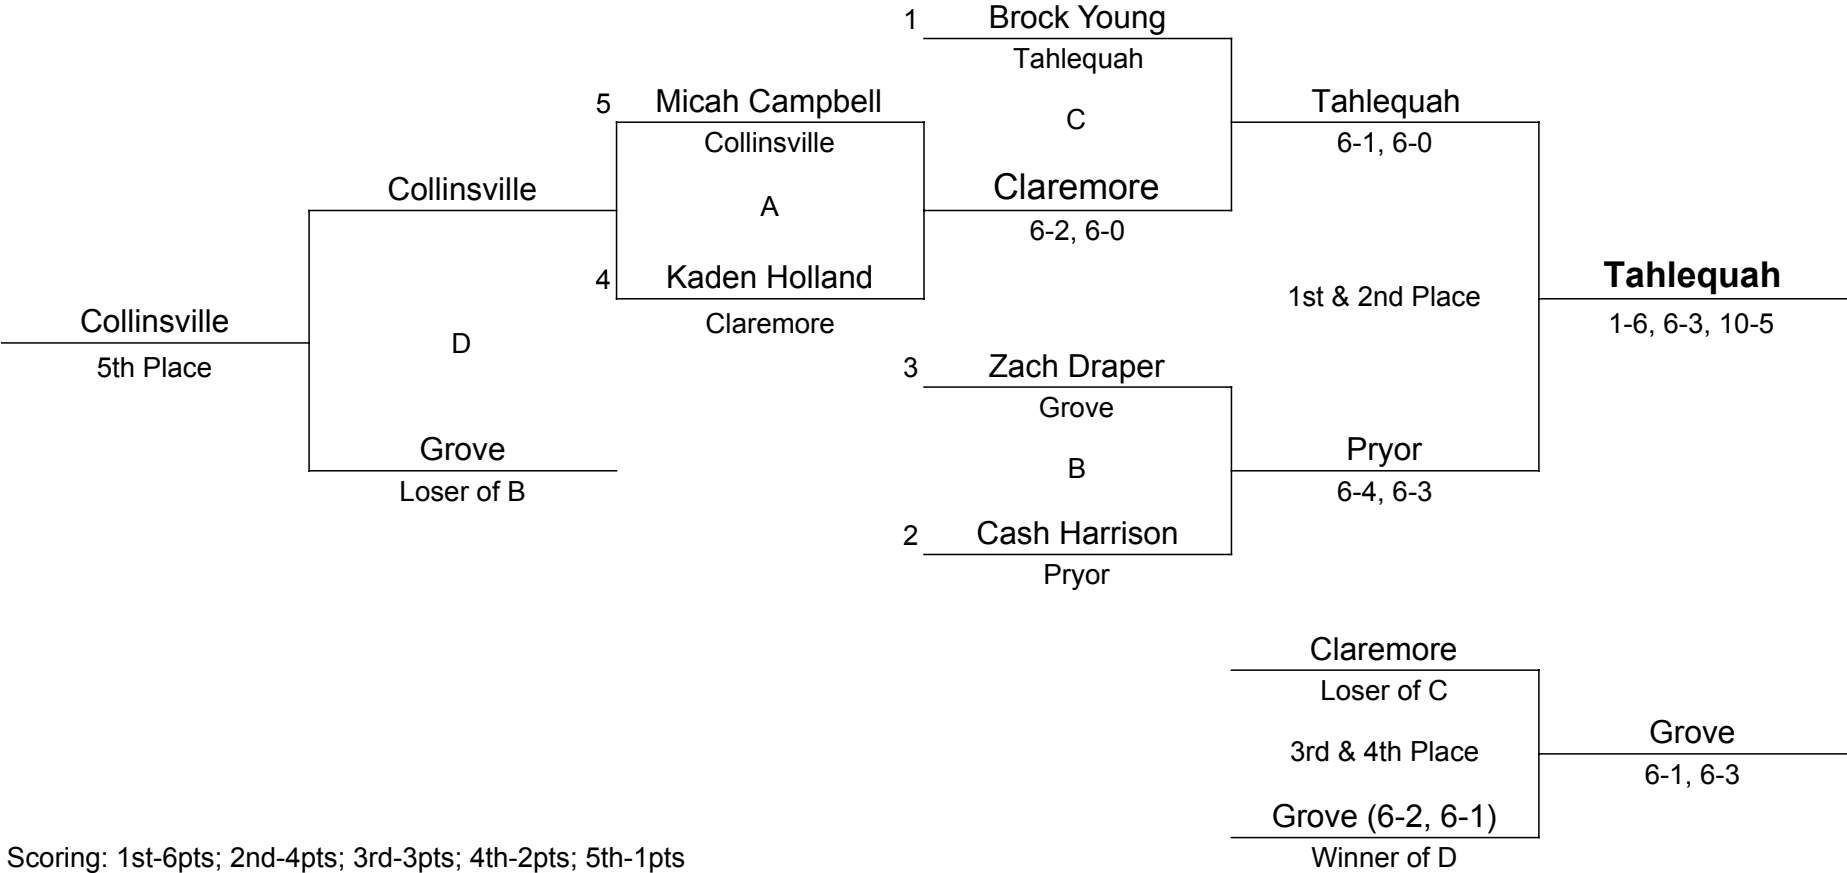 1 Brock Young
Tahlequah
5 Micah Campbell
Collinsville
C
Tahlequah
6-1, 6-0
Collinsville
A
Claremore
6-2, 6-0
4 Kaden Holland
Claremore
1st & 2nd Place
Tahlequah
1-6, 6-3, 10-5
Collinsville
5th Place
D
3 Zach Draper
Grove
Grove
Loser of B
B
Pryor
6-4, 6-3
2 Cash Harrison
Pryor
Claremore
Loser of C
3rd & 4th Place
Grove
6-1, 6-3
Grove (6-2, 6-1)
Winner of D
Scoring: 1st-6pts; 2nd-4pts; 3rd-3pts; 4th-2pts; 5th-1pts